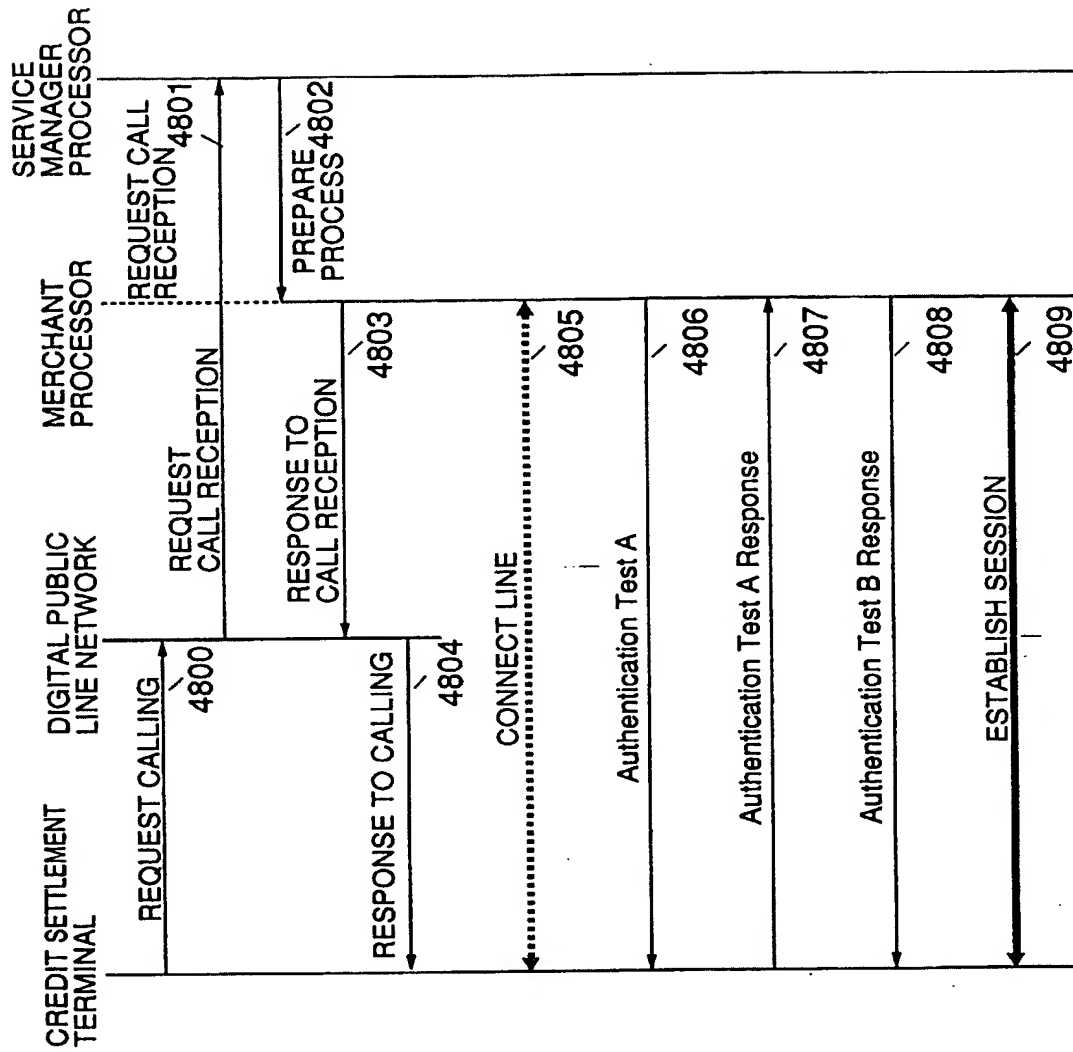 CREDIT SETTLEMENT
TERMINAL
DIGITAL PUBLIC
LINE NETWORK
MERCHANT
PROCESSOR
SERVICE
MANAGER
PROCESSOR
REQUEST CALLING
4800
REQUEST
CALL RECEPTION
REQUEST CALL
RECEPTION
4801
PREPARE
PROCESS
4802
RESPONSE TO
CALL RECEPTION
4803
RESPONSE TO CALLING
4804
CONNECT LINE
4805
Authentication Test A
4806
Authentication Test A Response
4807
Authentication Test B Response
4808
ESTABLISH SESSION
4809